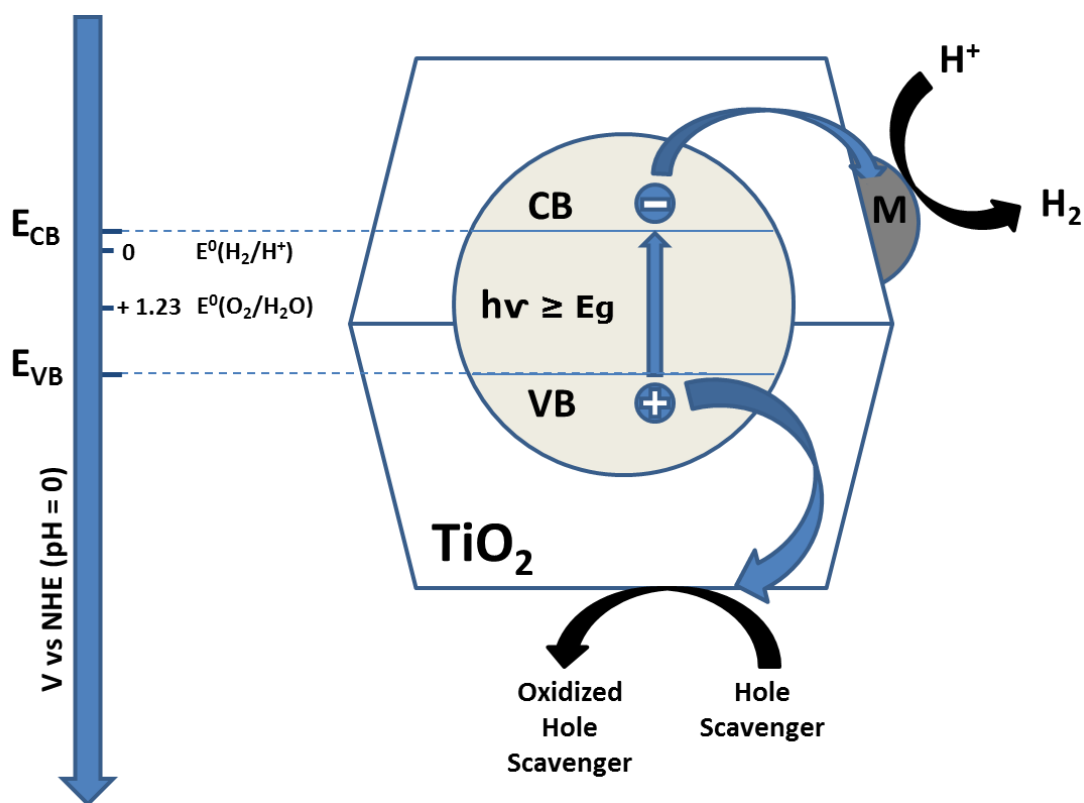 E_CB
0 E⁰(H₂/H⁺)
+ 1.23 E⁰(O₂/H₂O)
E_VB
V vs NHE (pH = 0)
CB
−
hν ≥ Eg
VB
+
TiO₂
M
H⁺
H₂
Oxidized
Hole
Scavenger
Hole
Scavenger